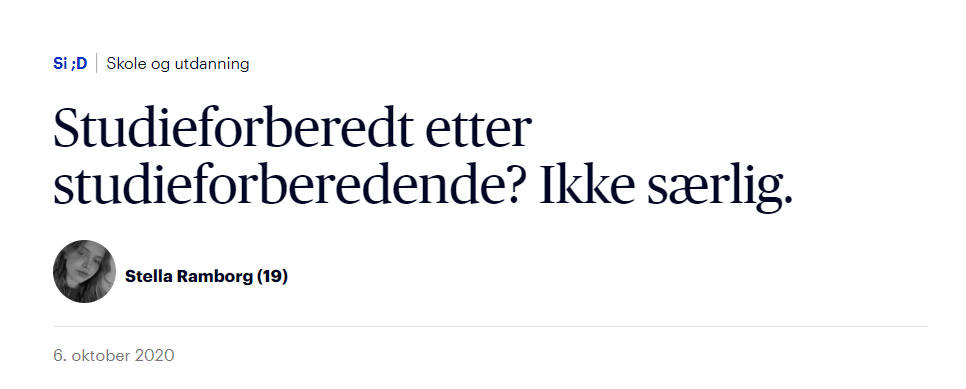 Si ;D | Skole og utdanning
Studieforberedt etter
studieforberedende? Ikke særlig.
Stella Ramborg (19)
6. oktober 2020